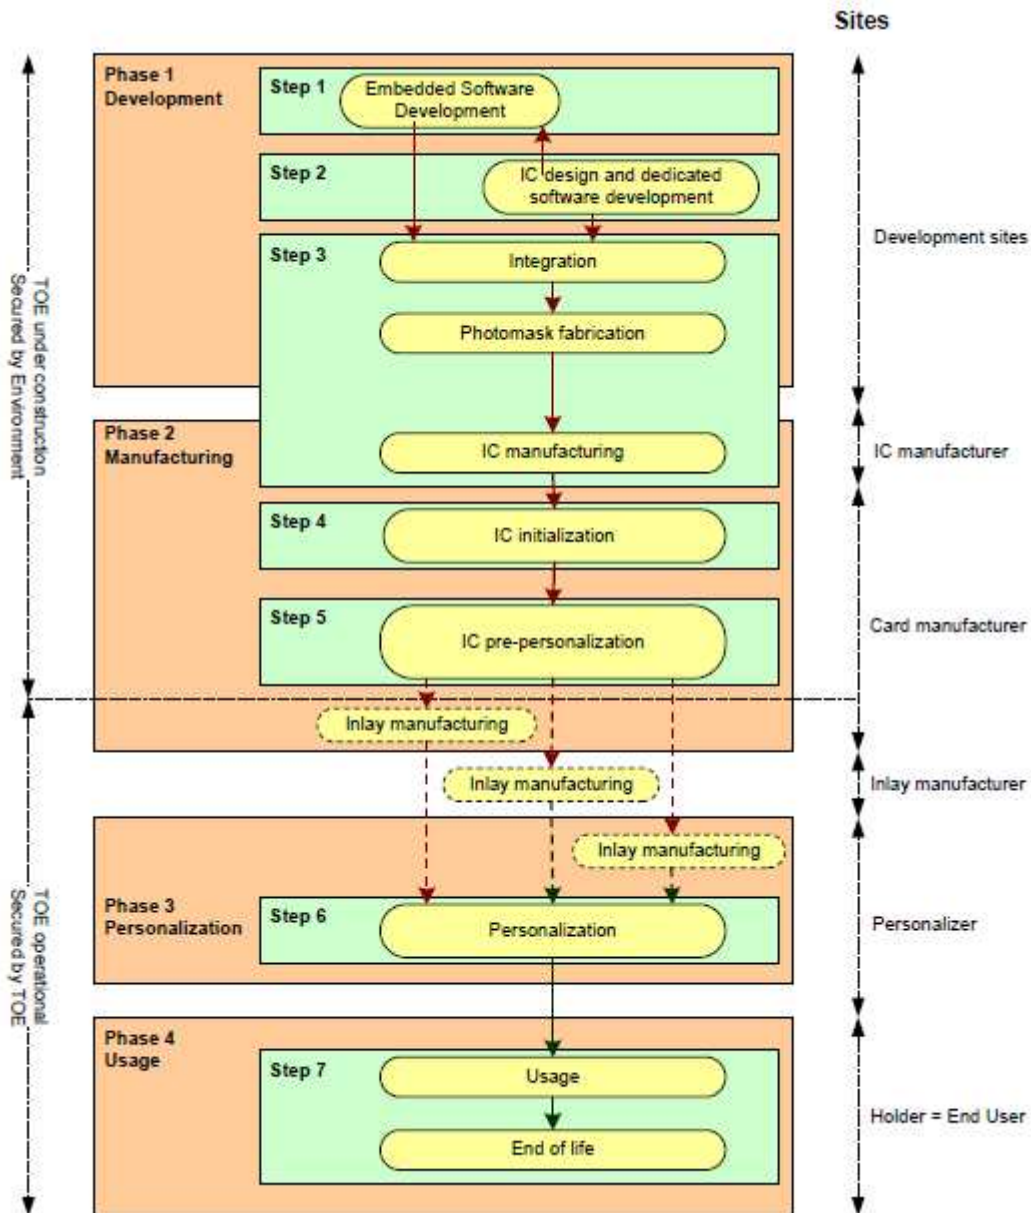 Sites
Phase 1
Development
Step 1
Embedded Software
Development
Step 2
IC design and dedicated
software development
Step 3
Integration
Development sites
Photomask fabrication
TOE under construction
Secured by Environment
Phase 2
Manufacturing
IC manufacturing
IC manufacturer
Step 4
IC initialization
Step 5
IC pre-personalization
Card manufacturer
Inlay manufacturing
Inlay manufacturing
Inlay manufacturer
Inlay manufacturing
TOE operational
Secured by TOE
Phase 3
Personalization
Step 6
Personalization
Personalizer
Phase 4
Usage
Step 7
Usage
Holder = End User
End of life